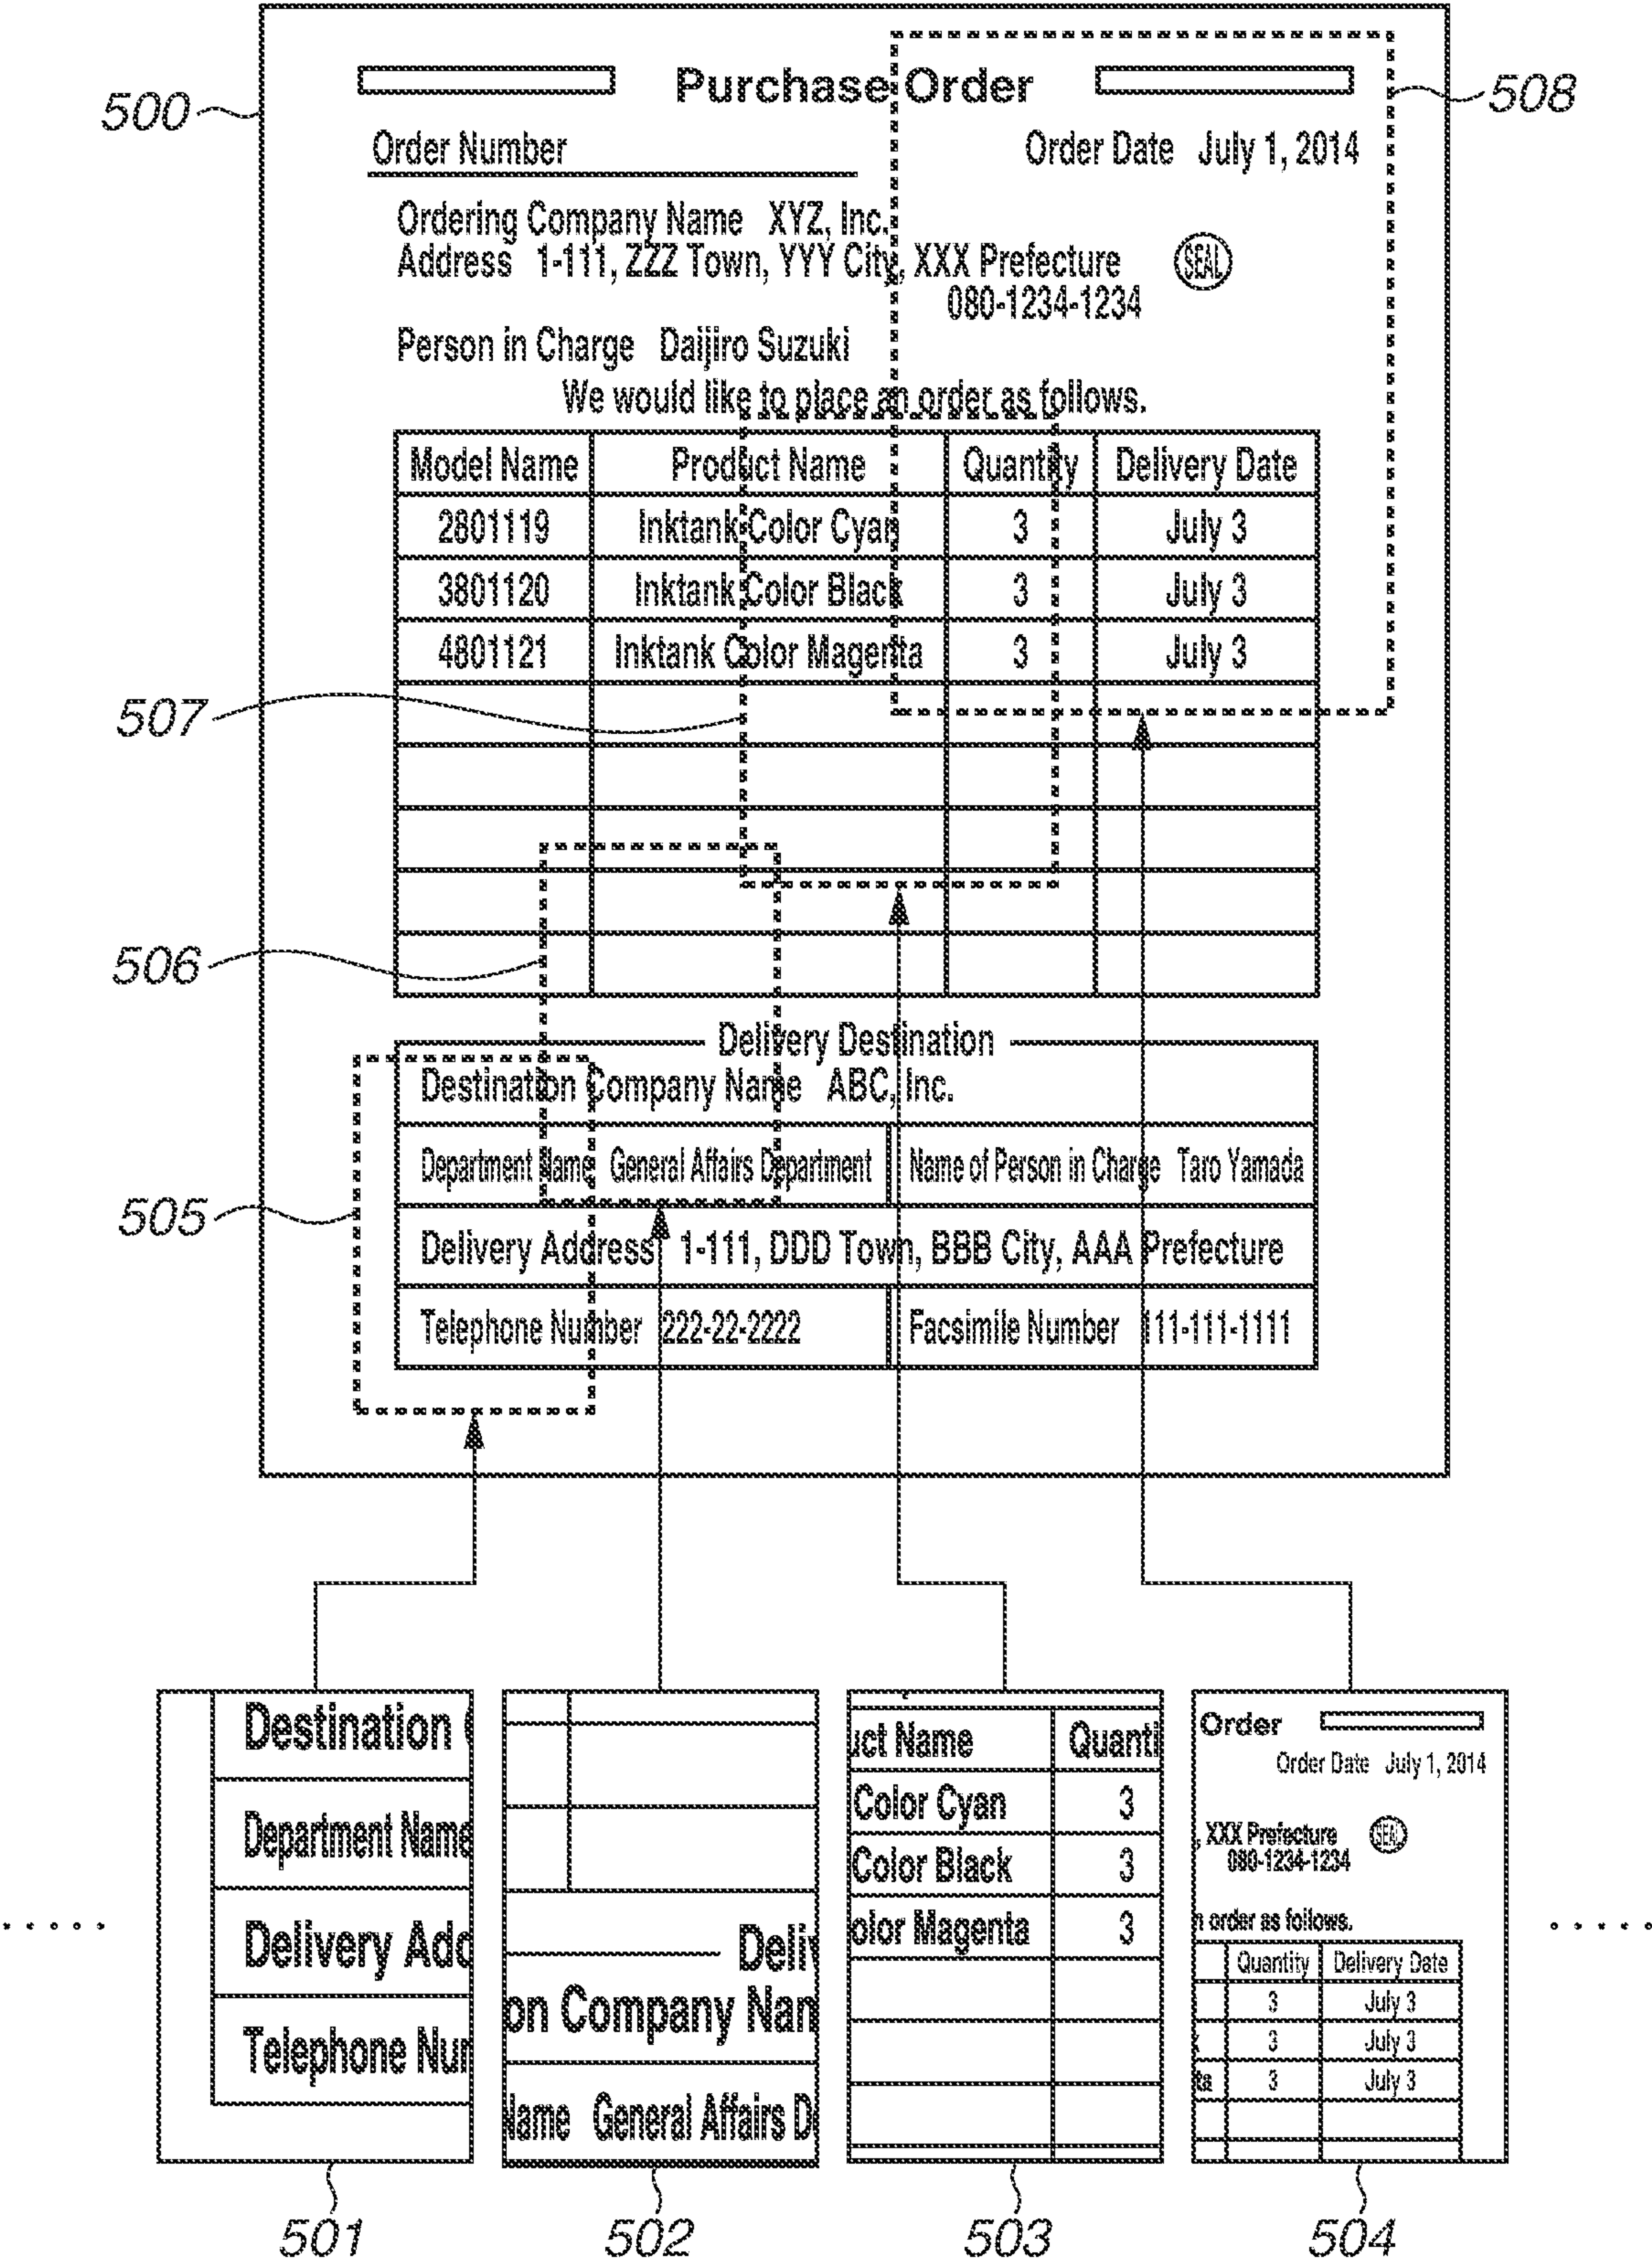 Purchase Order
500
508
Order Number
Order Date July 1, 2014
Ordering Company Name XYZ, Inc.
Address 1-111, ZZZ Town, YYY City, XXX Prefecture
SEAL
080-1234-1234
Person in Charge Daijiro Suzuki
We would like to place an order as follows.
Model Name Product Name Quantity Delivery Date
2801119 Inktank Color Cyan 3 July 3
3801120 Inktank Color Black 3 July 3
4801121 Inktank Color Magenta 3 July 3
507
506
Delivery Destination
Destination Company Name ABC, Inc.
Department Name General Affairs Department Name of Person in Charge Taro Yamada
505
Delivery Address 1-111, DDD Town, BBB City, AAA Prefecture
Telephone Number 222-22-2222 Facsimile Number 111-111-1111
Destination C
Department Name
Delivery Add
Telephone Num
501
Deliv
on Company Nam
Name General Affairs De
502
uct Name Quanti
Color Cyan 3
Color Black 3
olor Magenta 3
503
Order
Order Date July 1, 2014
, XXX Prefecture
SEAL
080-1234-1234
n order as follows.
Quantity Delivery Date
3 July 3
k 3 July 3
ta 3 July 3
504